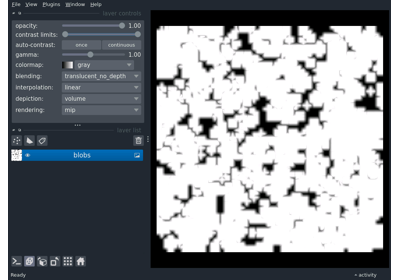 File View Window Help
layer controls
opacity: 1.00
contrast limits:
auto-contrast: once continuous
gamma: 1.00
colormap: gray
blending: translucent_no_depth
interpolation: linear
depiction: volume
rendering: mip
layer list
blobs
Ready activity